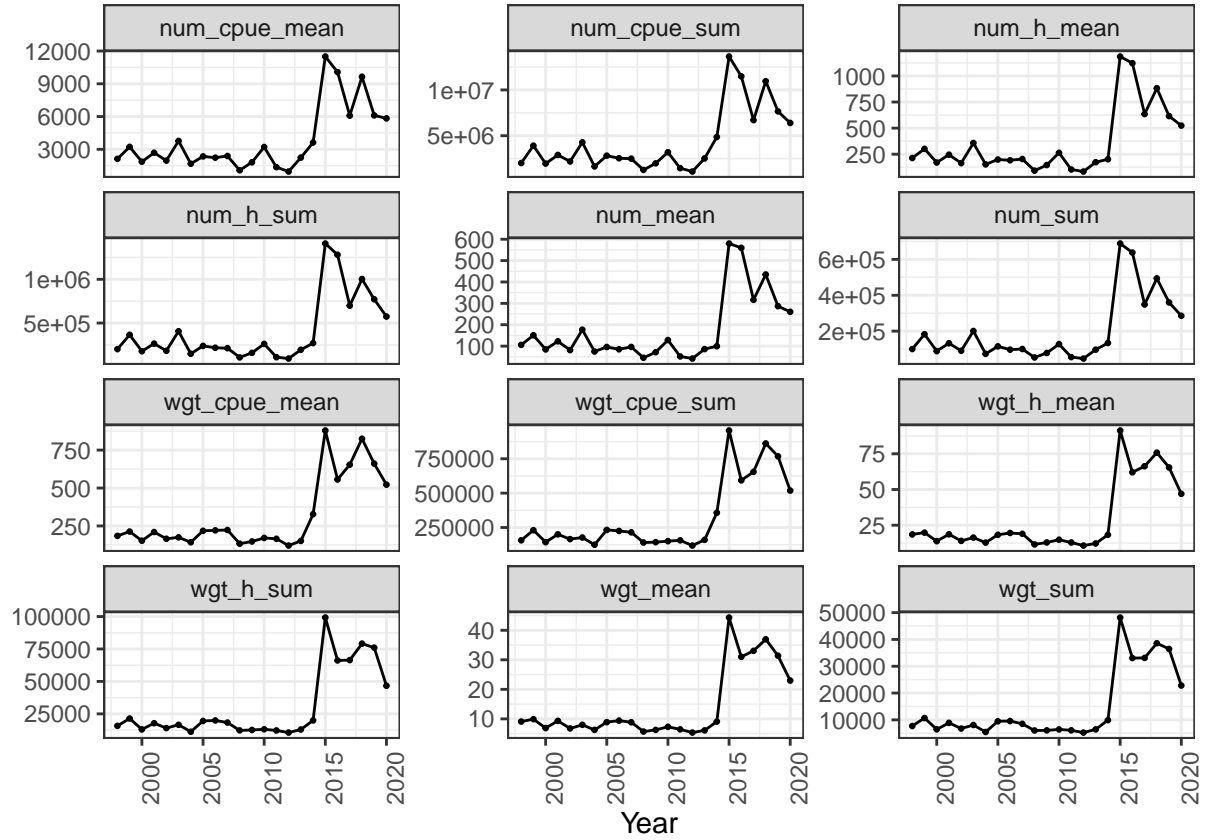 num_cpue_mean
12000
9000
6000
3000
num_cpue_sum
1e+07
5e+06
num_h_mean
1000
750
500
250
num_h_sum
1e+06
5e+05
num_mean
600
500
400
300
200
100
num_sum
6e+05
4e+05
2e+05
wgt_cpue_mean
750
500
250
wgt_cpue_sum
750000
500000
250000
wgt_h_mean
75
50
25
wgt_h_sum
100000
75000
50000
25000
wgt_mean
40
30
20
10
wgt_sum
50000
40000
30000
20000
10000
2000 2005 2010 2015 2020
2000 2005 2010 2015 2020
2000 2005 2010 2015 2020
Year